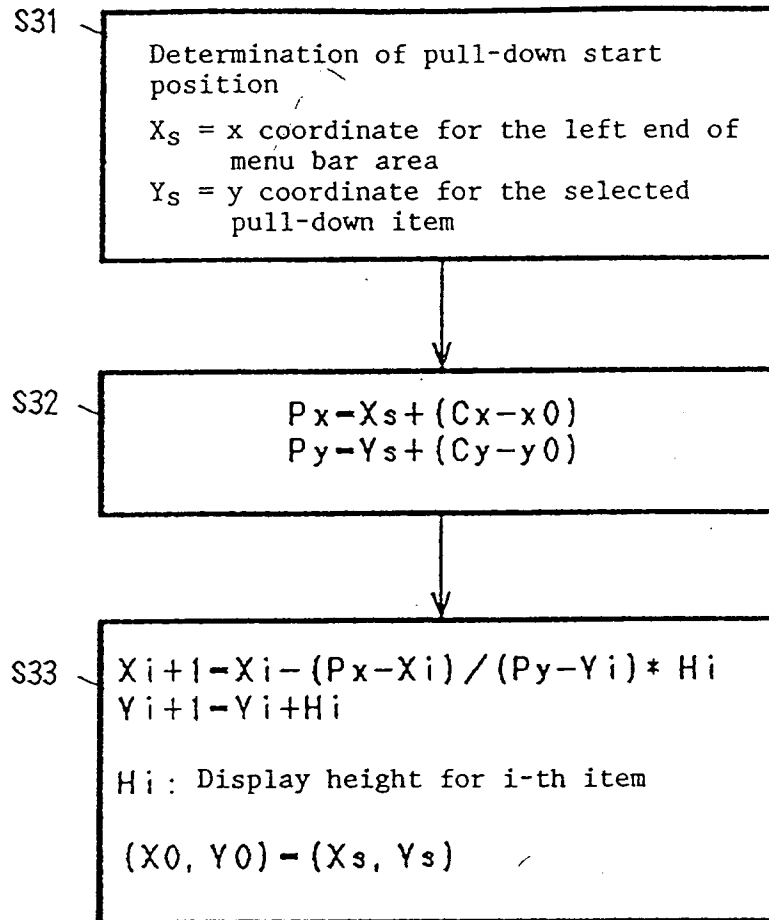 S31
Determination of pull-down start
position
Xs = x coordinate for the left end of
menu bar area
Ys = y coordinate for the selected
pull-down item
S32
Px=Xs+(Cx-x0)
Py=Ys+(Cy-y0)
S33
Xi+1=Xi-(Px-Xi)/(Py-Yi)* Hi
Yi+1=Yi+Hi
Hi: Display height for i-th item
(X0, Y0)=(Xs, Ys)